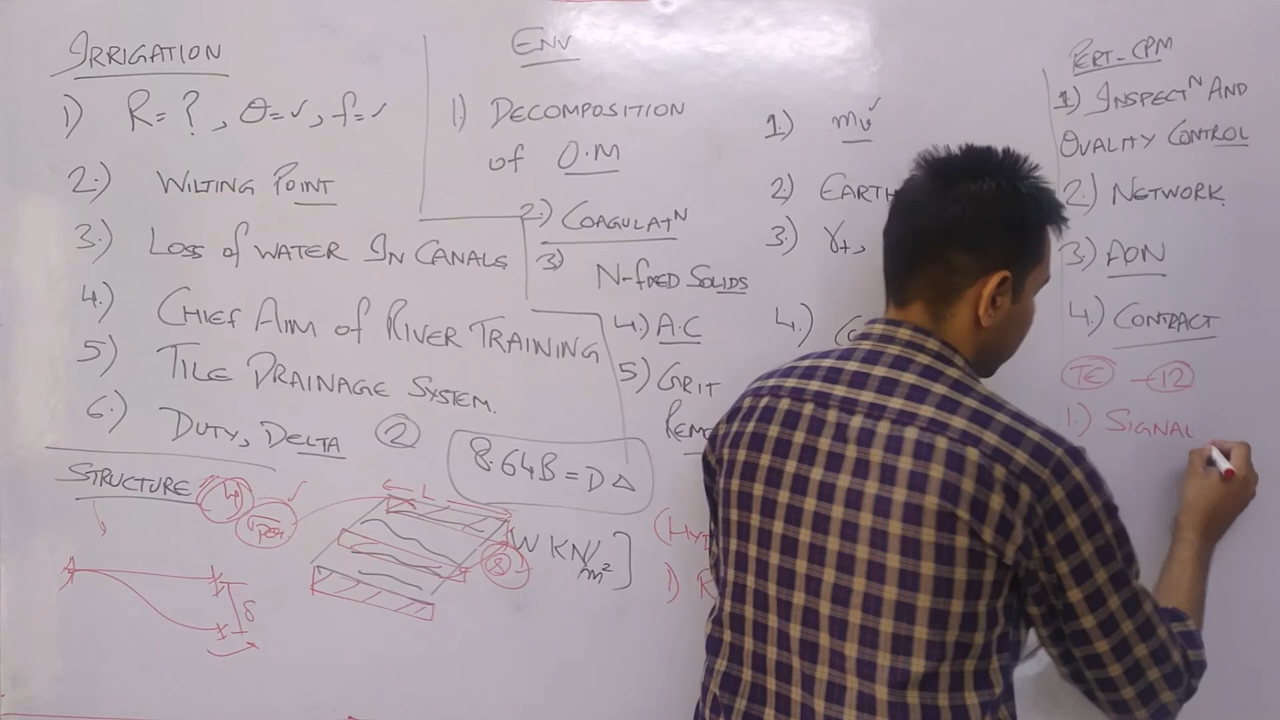 IRRIGATION
1) R = ?, θ=✓, f=✓
2.) WILTING POINT
3.) LOSS of WATER IN CANALS
4.) CHIEF AIM of RIVER TRAINING
5) TILE DRAINAGE SYSTEM.
6.) DUTY, DELTA ②
8.64B = DΔ
STRUCTURE 4
L
W KN/m²]
δ
ENV
1.) DECOMPOSITION
of O.M
2.) COAGULATᴺ
3) N-fixed SOLIDS
4.) A.C
5) GRIT
1.) mv✓
2) EARTH
3.) γt,
4.)
1) R
PERT-CPM
1) INSPECTᴺ AND
QUALITY CONTROL
2.) NETWORK
3.) AON
4.) CONTRACT
TE -12
1.) SIGNAL